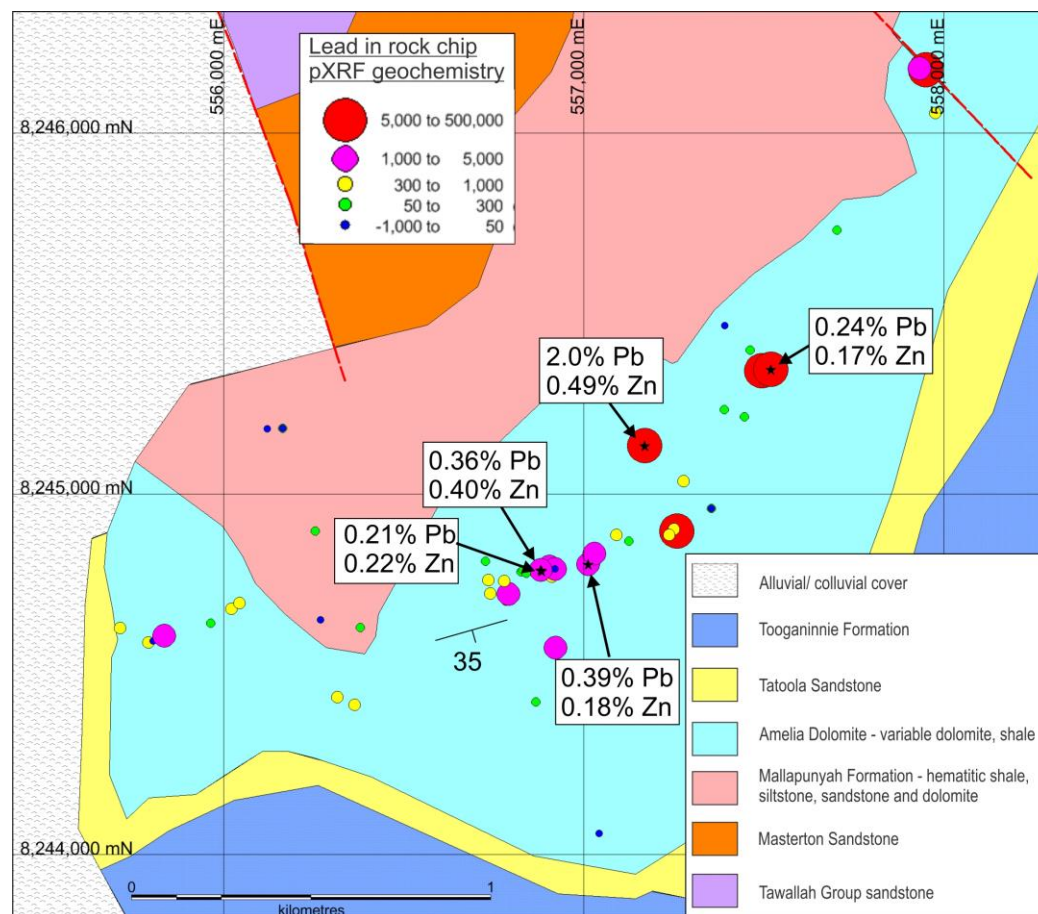 556,000 mE
557,000 mE
558,000 mE
Lead in rock chip
pXRF geochemistry
5,000 to 500,000
1,000 to 5,000
300 to 1,000
50 to 300
-1,000 to 50
8,246,000 mN
0.24% Pb
0.17% Zn
2.0% Pb
0.49% Zn
0.36% Pb
0.40% Zn
8,245,000 mN
0.21% Pb
0.22% Zn
35
0.39% Pb
0.18% Zn
Alluvial/ colluvial cover
Tooganinnie Formation
Tatoola Sandstone
Amelia Dolomite - variable dolomite, shale
Mallapunyah Formation - hematitic shale,
siltstone, sandstone and dolomite
Masterton Sandstone
Tawallah Group sandstone
8,244,000 mN
0 1
kilometres